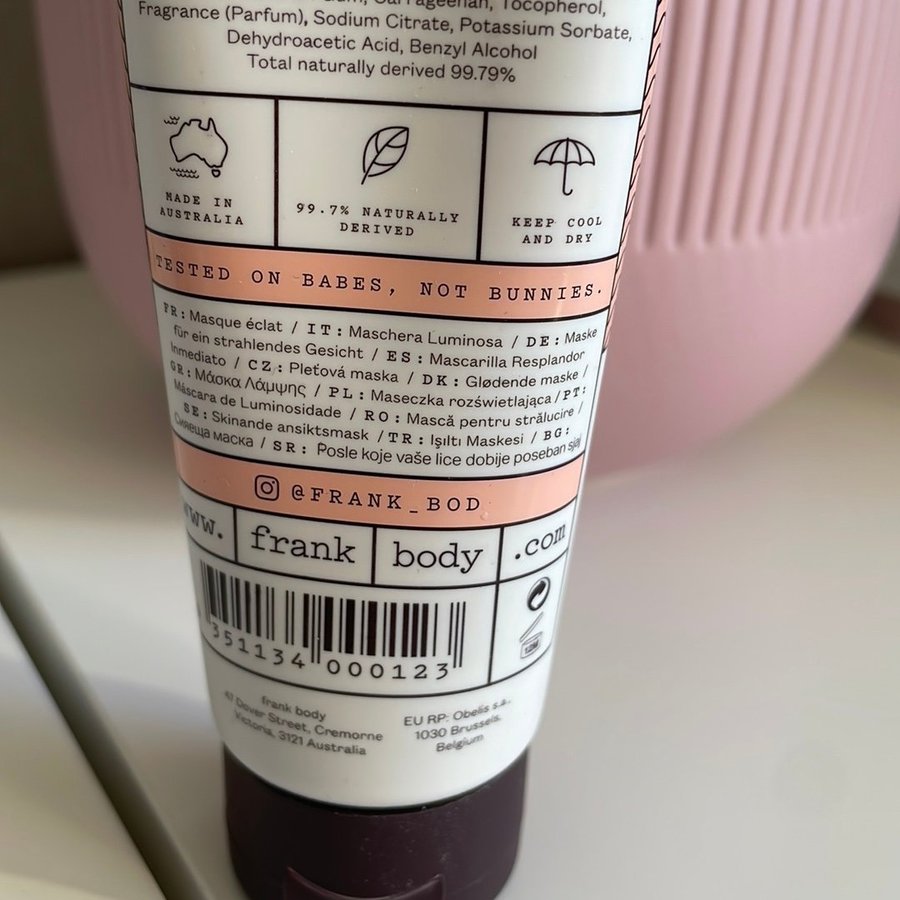 Carrageenan, Tocopherol,
Fragrance (Parfum), Sodium Citrate, Potassium Sorbate,
Dehydroacetic Acid, Benzyl Alcohol
Total naturally derived 99.79%
MADE IN
AUSTRALIA
99.7% NATURALLY
DERIVED
KEEP COOL
AND DRY
TESTED ON BABES, NOT BUNNIES.
FR: Masque éclat / IT: Maschera Luminosa / DE: Maske
für ein strahlendes Gesicht / ES: Mascarilla Resplandor
Inmediato / CZ: Pleťová maska / DK: Glødende maske /
GR: Μάσκα Λάμψης / PL: Maseczka rozświetlająca / PT:
Máscara de Luminosidade / RO: Mască pentru strălucire /
SE: Skinande ansiktsmask / TR: Işıltı Maskesi / BG:
Сияеща маска / SR: Posle koje vaše lice dobije poseban sjaj
@FRANK_BOD
www. frank body .com
351134 000123
12M
frank body
47 Dover Street, Cremorne
Victoria, 3121 Australia
EU RP: Obelis s.a.
1030 Brussels,
Belgium